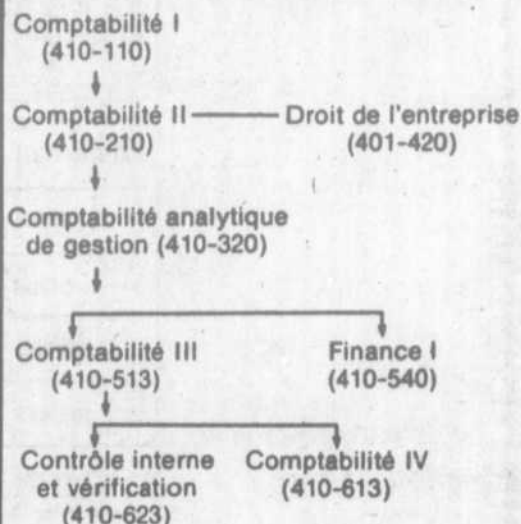 Comptabilité I
(410-110)
Comptabilité II Droit de l'entreprise
(410-210) (401-420)
Comptabilité analytique
de gestion (410-320)
Comptabilité III Finance I
(410-513) (410-540)
Contrôle interne Comptabilité IV
et vérification (410-613)
(410-623)